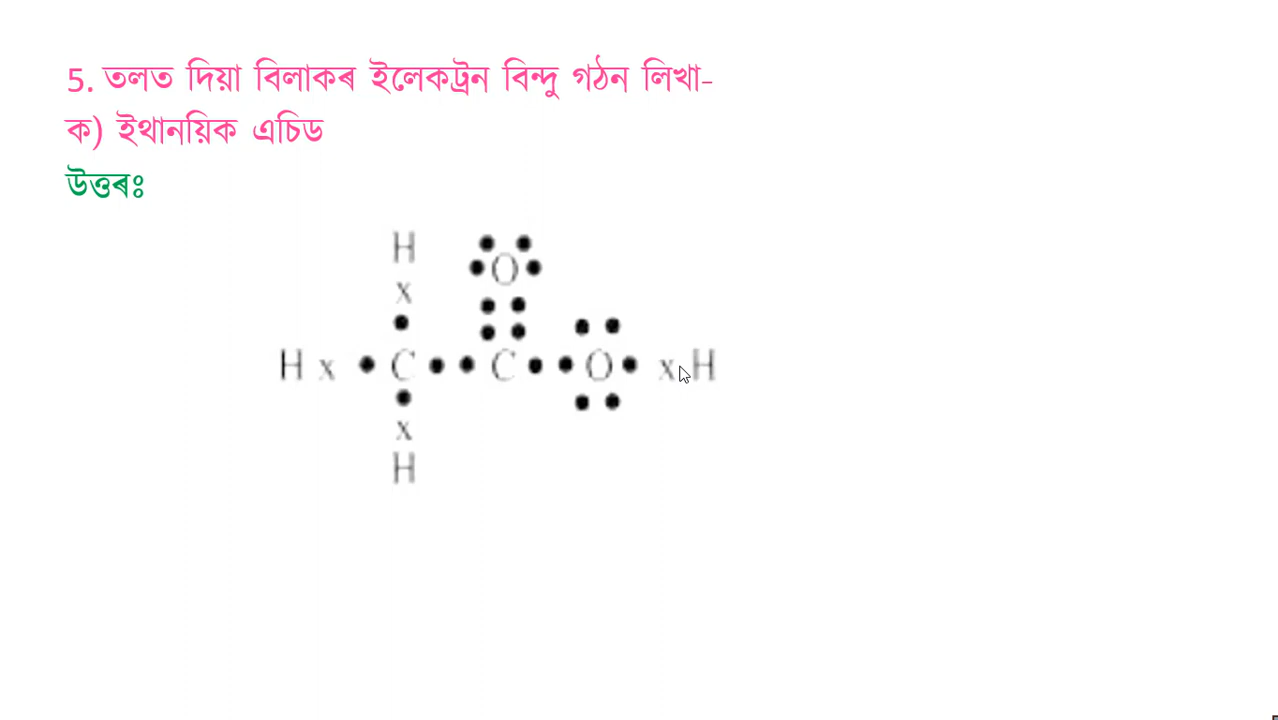 5. তলত দিয়া বিলাকৰ ইলেকট্ৰন বিন্দু গঠন লিখা-
ক) ইথানয়িক এচিড
উত্তৰঃ
H
x
O
H x C C O x H
x
H